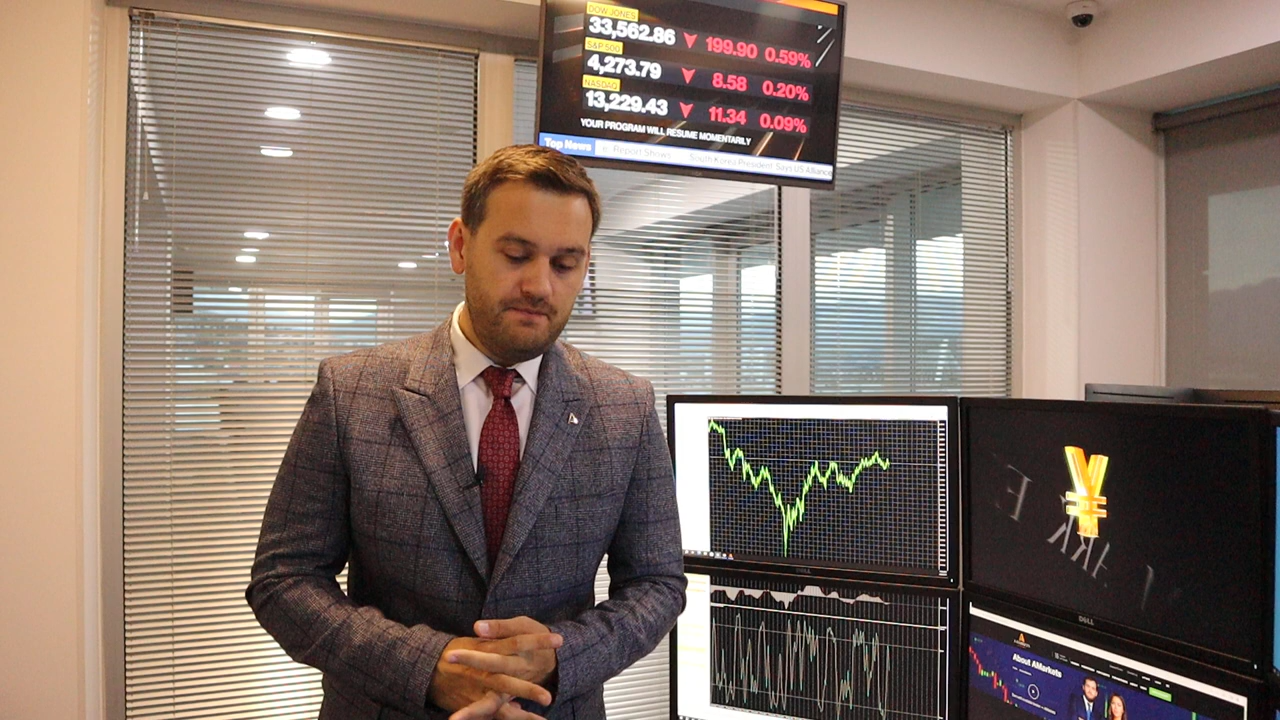 DOW JONES
33,562.86 199.90 0.59%
S&P 500
4,273.79 8.58 0.20%
NASDAQ
13,229.43 11.34 0.09%
YOUR PROGRAM WILL RESUME MOMENTARILY
Top News Report Shows South Korea President Says US Alliance
¥
DELL
DELL
About AMarkets